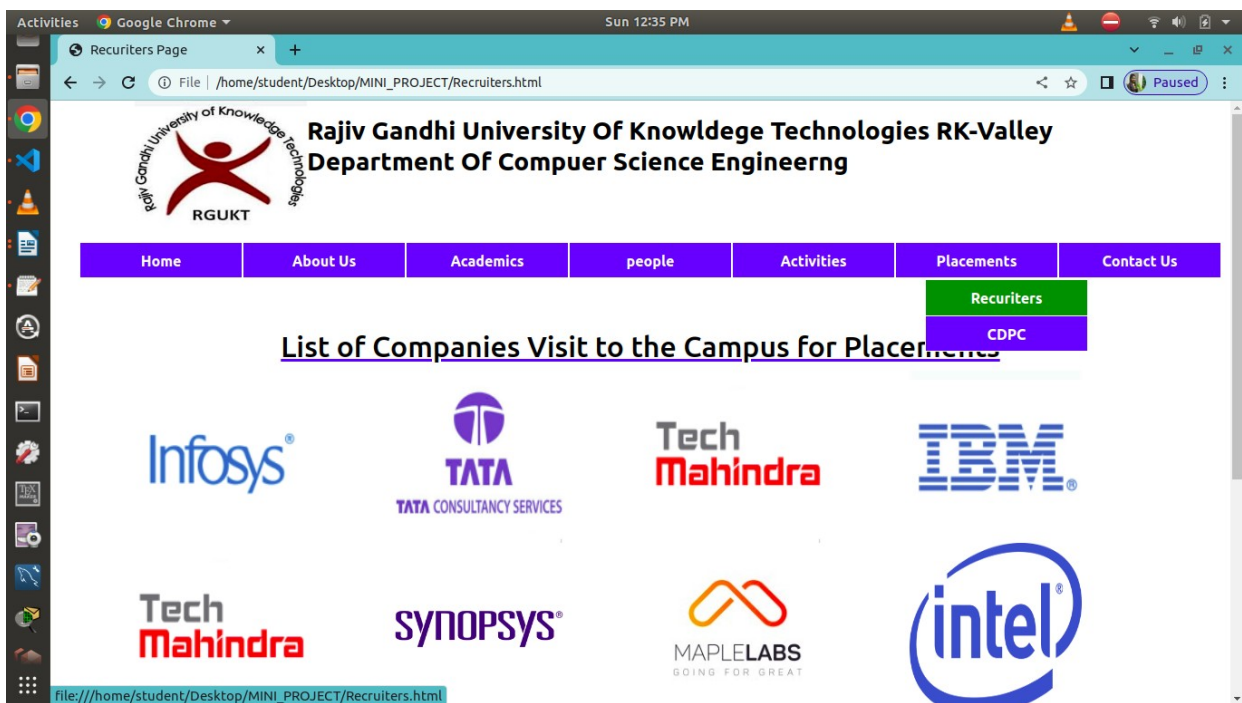 Activities Google Chrome Sun 12:35 PM
Recuriters Page
File /home/student/Desktop/MINI_PROJECT/Recruiters.html Paused
Rajiv Gandhi University of Knowledge Technologies
RGUKT
Rajiv Gandhi University Of Knowldege Technologies RK-Valley
Department Of Compuer Science Engineerng
Home About Us Academics people Activities Placements Contact Us
Recuriters
CDPC
List of Companies Visit to the Campus for Placements
Infosys®
TATA
TATA CONSULTANCY SERVICES
Tech
Mahindra
IBM®
Tech
Mahindra
SYNOPSYS®
MAPLELABS
GOING FOR GREAT
intel®
file:///home/student/Desktop/MINI_PROJECT/Recruiters.html